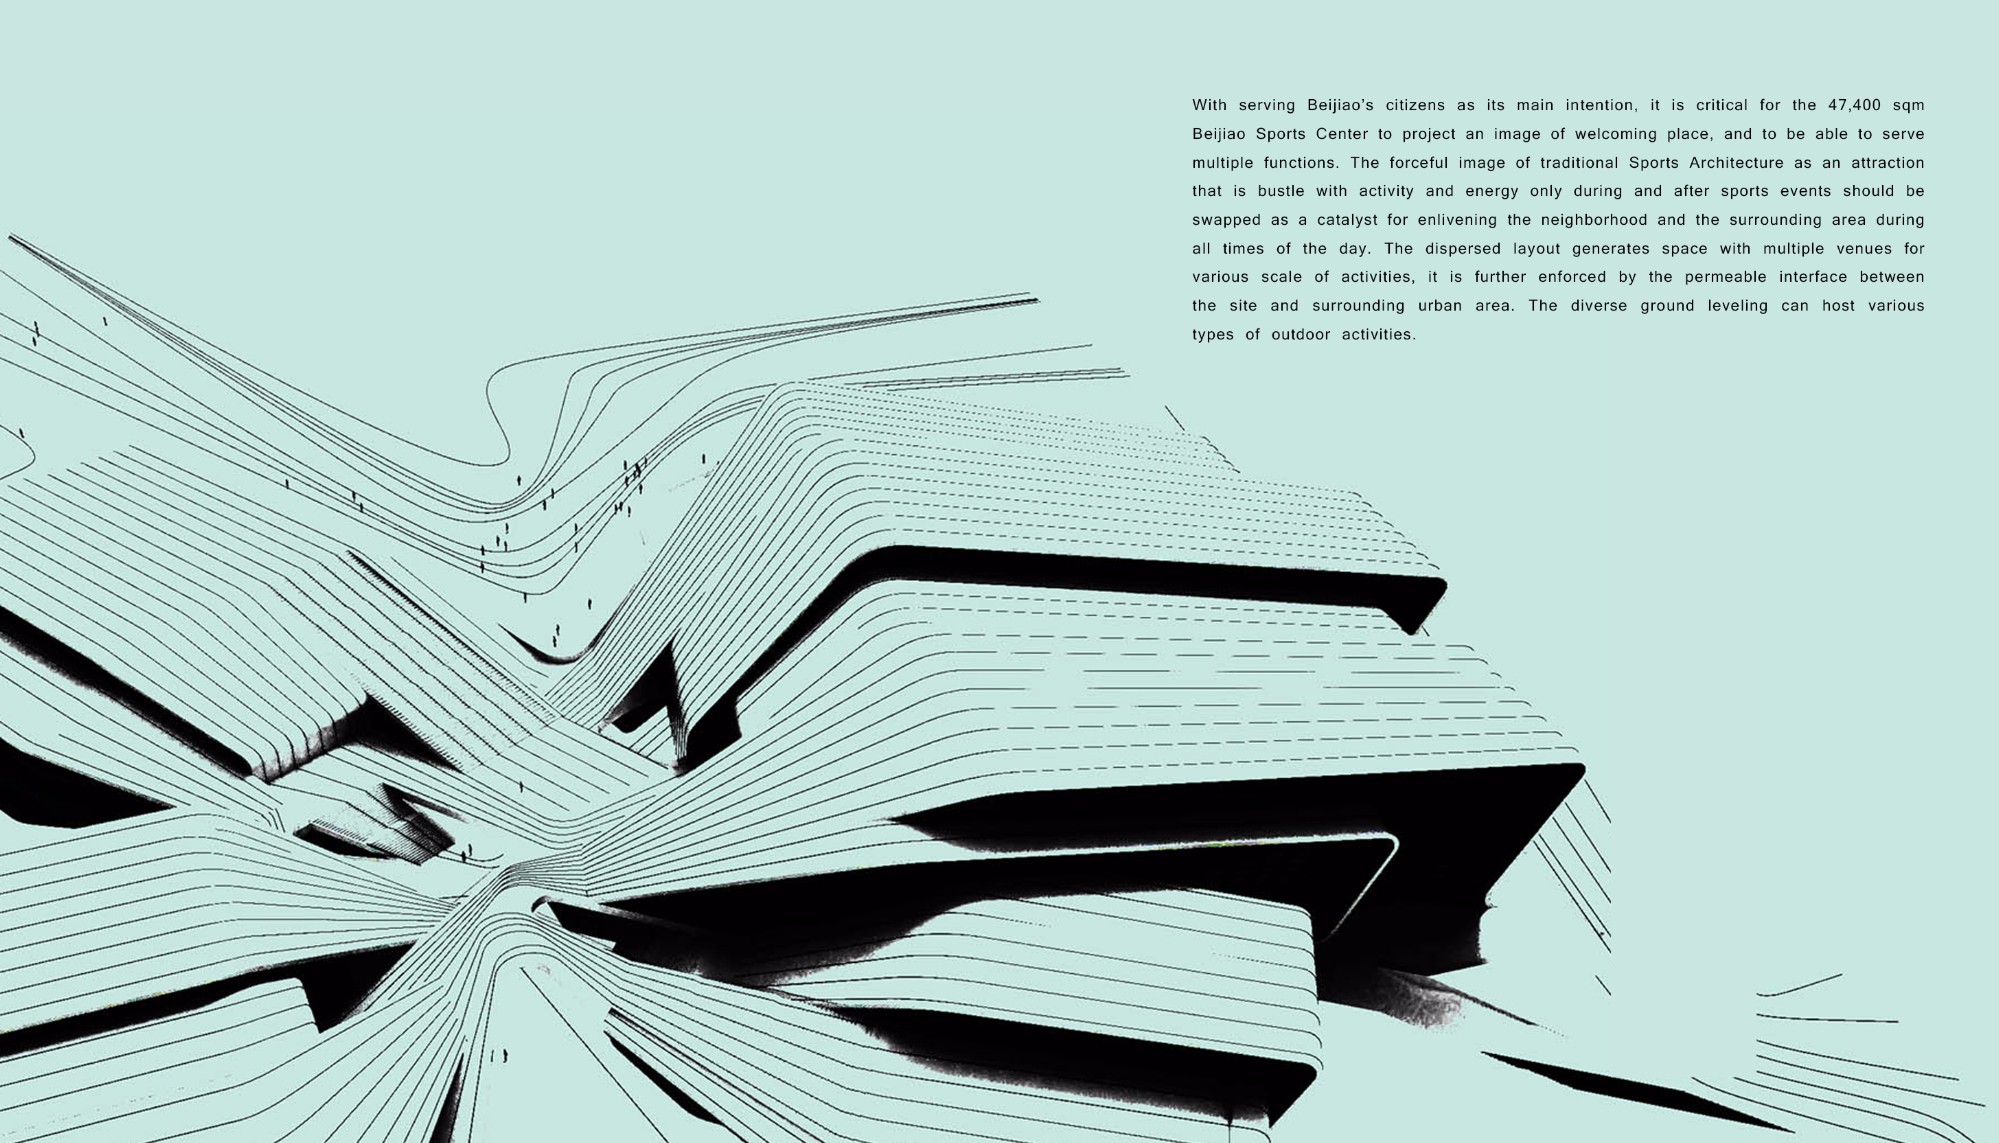 With serving Beijiao’s citizens as its main intention, it is critical for the 47,400 sqm
Beijiao Sports Center to project an image of welcoming place, and to be able to serve
multiple functions. The forceful image of traditional Sports Architecture as an attraction
that is bustle with activity and energy only during and after sports events should be
swapped as a catalyst for enlivening the neighborhood and the surrounding area during
all times of the day. The dispersed layout generates space with multiple venues for
various scale of activities, it is further enforced by the permeable interface between
the site and surrounding urban area. The diverse ground leveling can host various
types of outdoor activities.